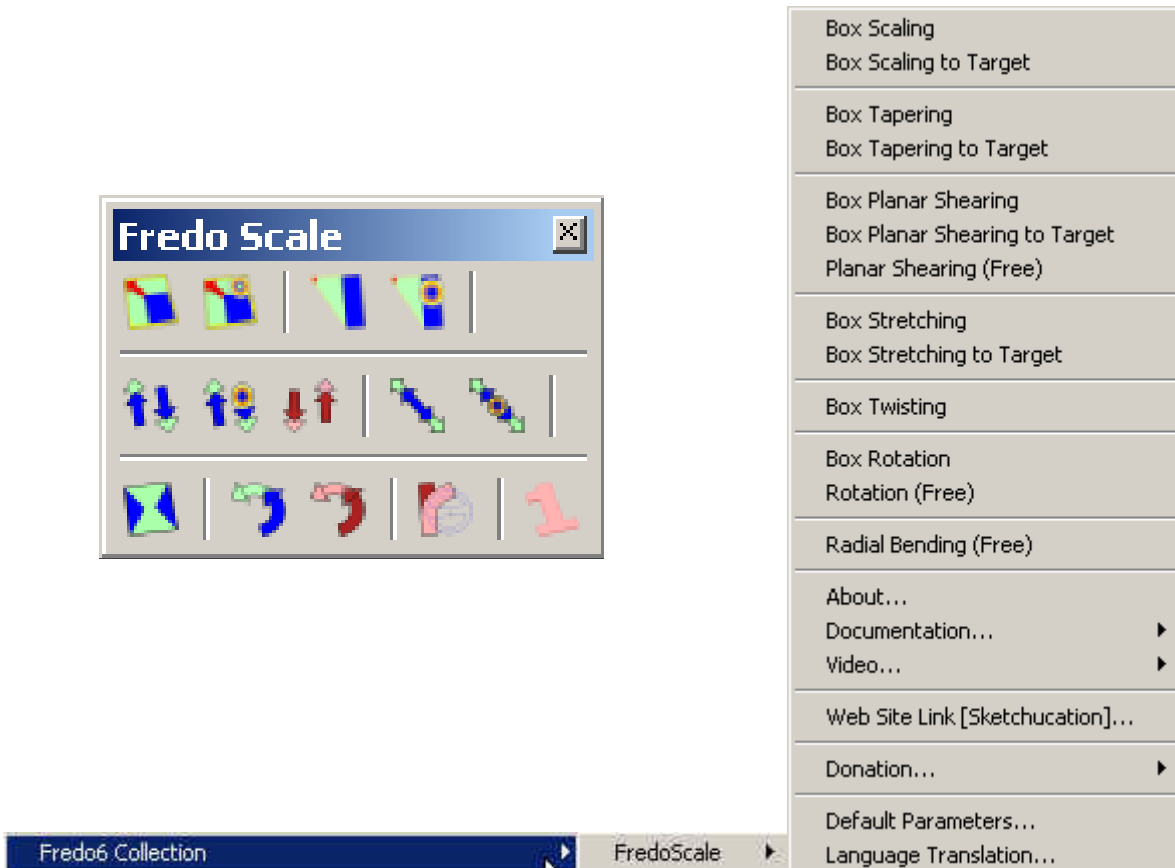 Fredo Scale
Box Scaling
Box Scaling to Target
Box Tapering
Box Tapering to Target
Box Planar Shearing
Box Planar Shearing to Target
Planar Shearing (Free)
Box Stretching
Box Stretching to Target
Box Twisting
Box Rotation
Rotation (Free)
Radial Bending (Free)
About...
Documentation...
Video...
Web Site Link [Sketchucation]...
Donation...
Default Parameters...
Language Translation...
Fredo6 Collection
FredoScale